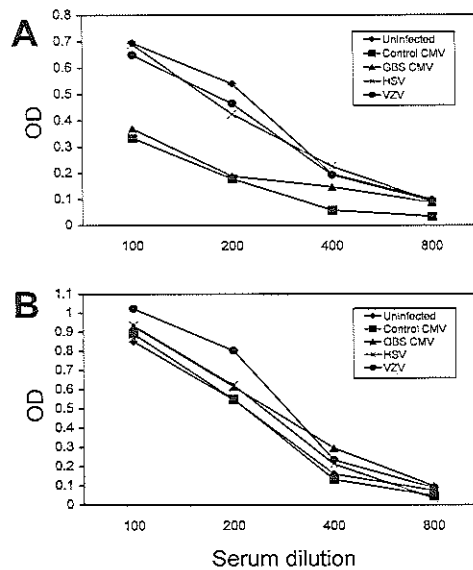 A
0.8
0.7
0.6
0.5
0.4
0.3
0.2
0.1
0
OD
100
200
400
800
Uninfected
Control CMV
GBS CMV
HSV
VZV
B
1.1
1
0.9
0.8
0.7
0.6
0.5
0.4
0.3
0.2
0.1
0
OD
100
200
400
800
Uninfected
Control CMV
GBS CMV
HSV
VZV
Serum dilution